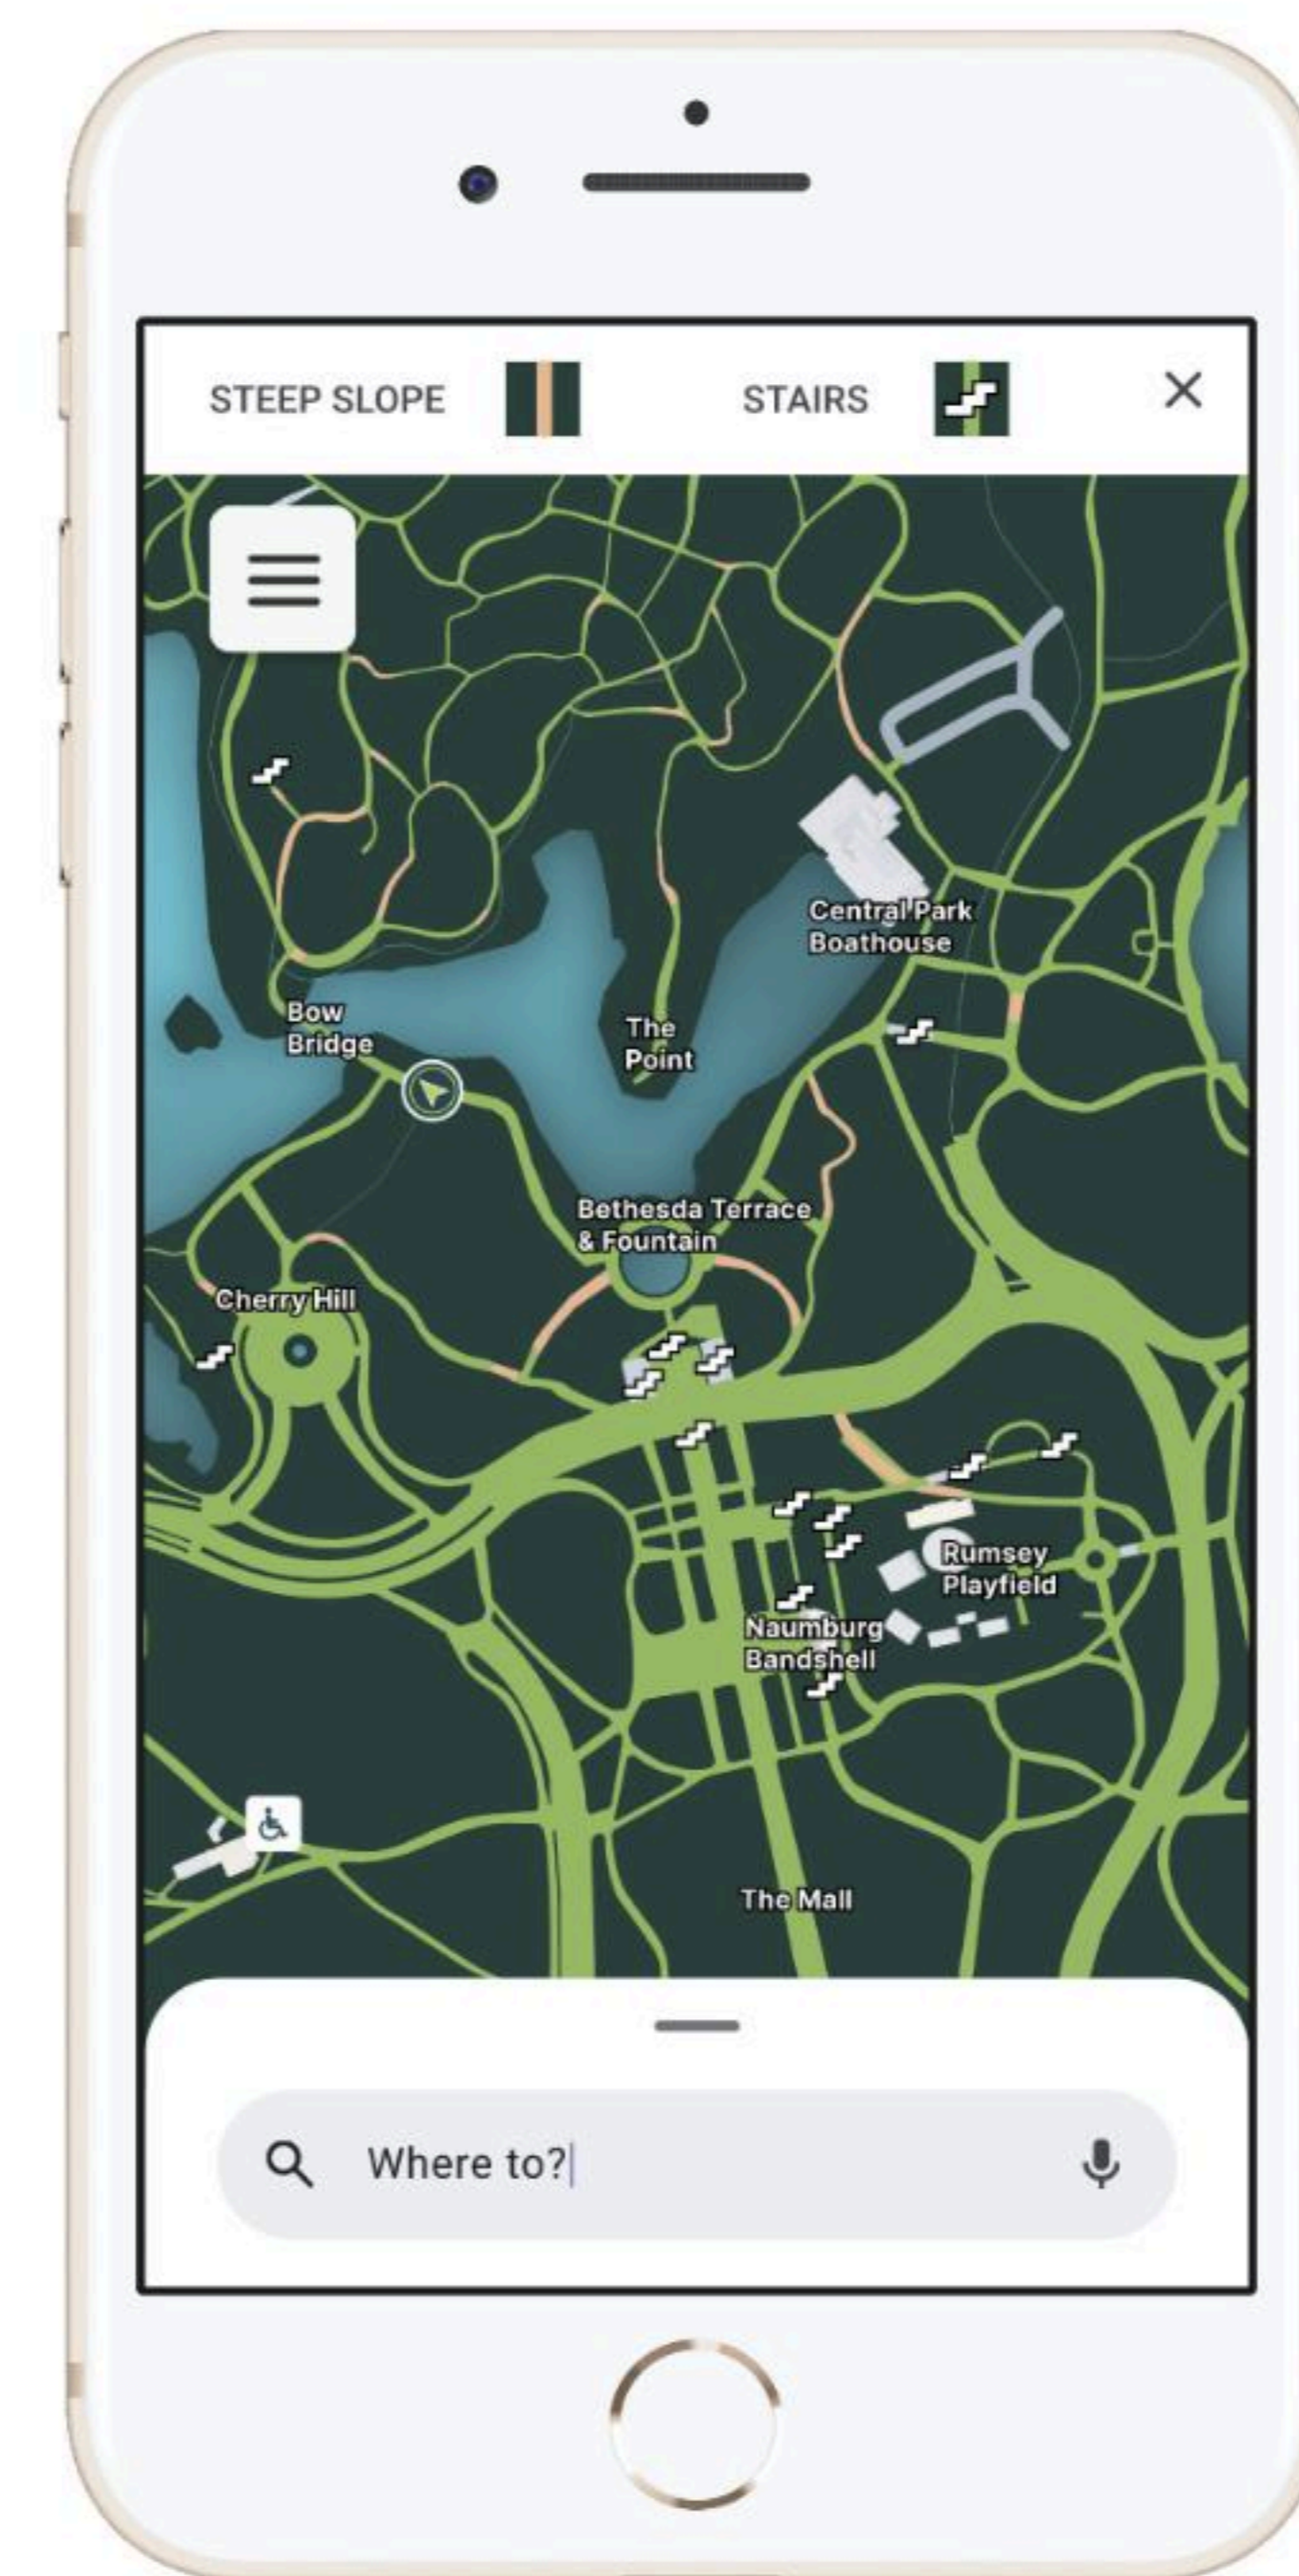 STEEP SLOPE
STAIRS
Central Park
Boathouse
Bow
Bridge
The
Point
Bethesda Terrace
& Fountain
Cherry Hill
Rumsey
Playfield
Naumburg
Bandshell
The Mall
Where to?